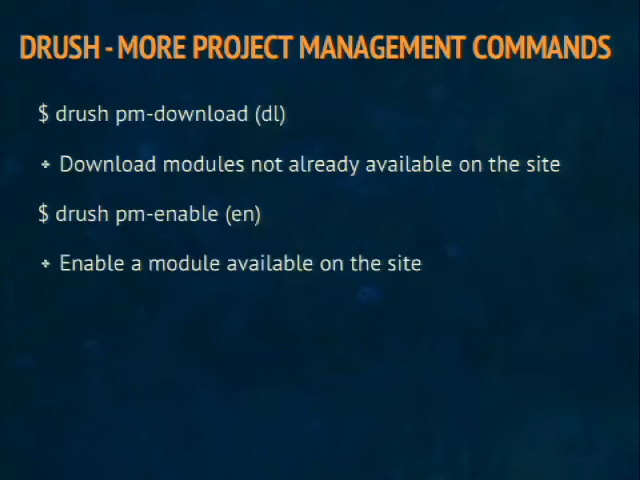 DRUSH - MORE PROJECT MANAGEMENT COMMANDS
$ drush pm-download (dl)
Download modules not already available on the site
$ drush pm-enable (en)
Enable a module available on the site